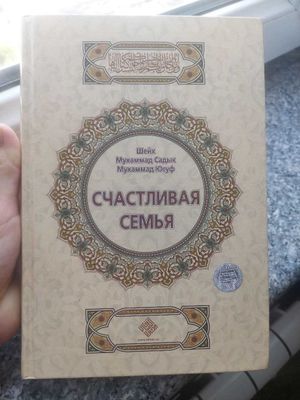 Шейх
Мухаммад Садык
Мухаммад Юсуф
СЧАСТЛИВАЯ
СЕМЬЯ